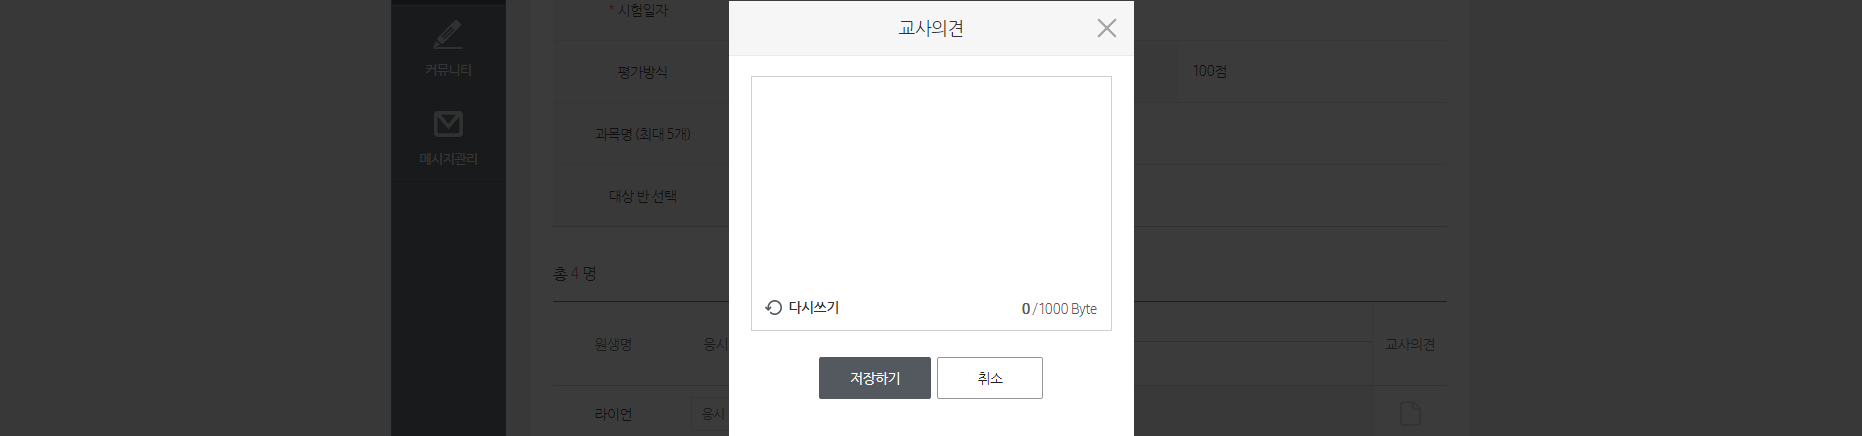 커뮤니티
메시지관리
* 시험일자
평가방식
100점
과목명 (최대 5개)
대상 반 선택
총 4 명
원생명
응시
교사의견
라이언
응시
교사의견
다시쓰기
0 / 1000 Byte
저장하기
취소